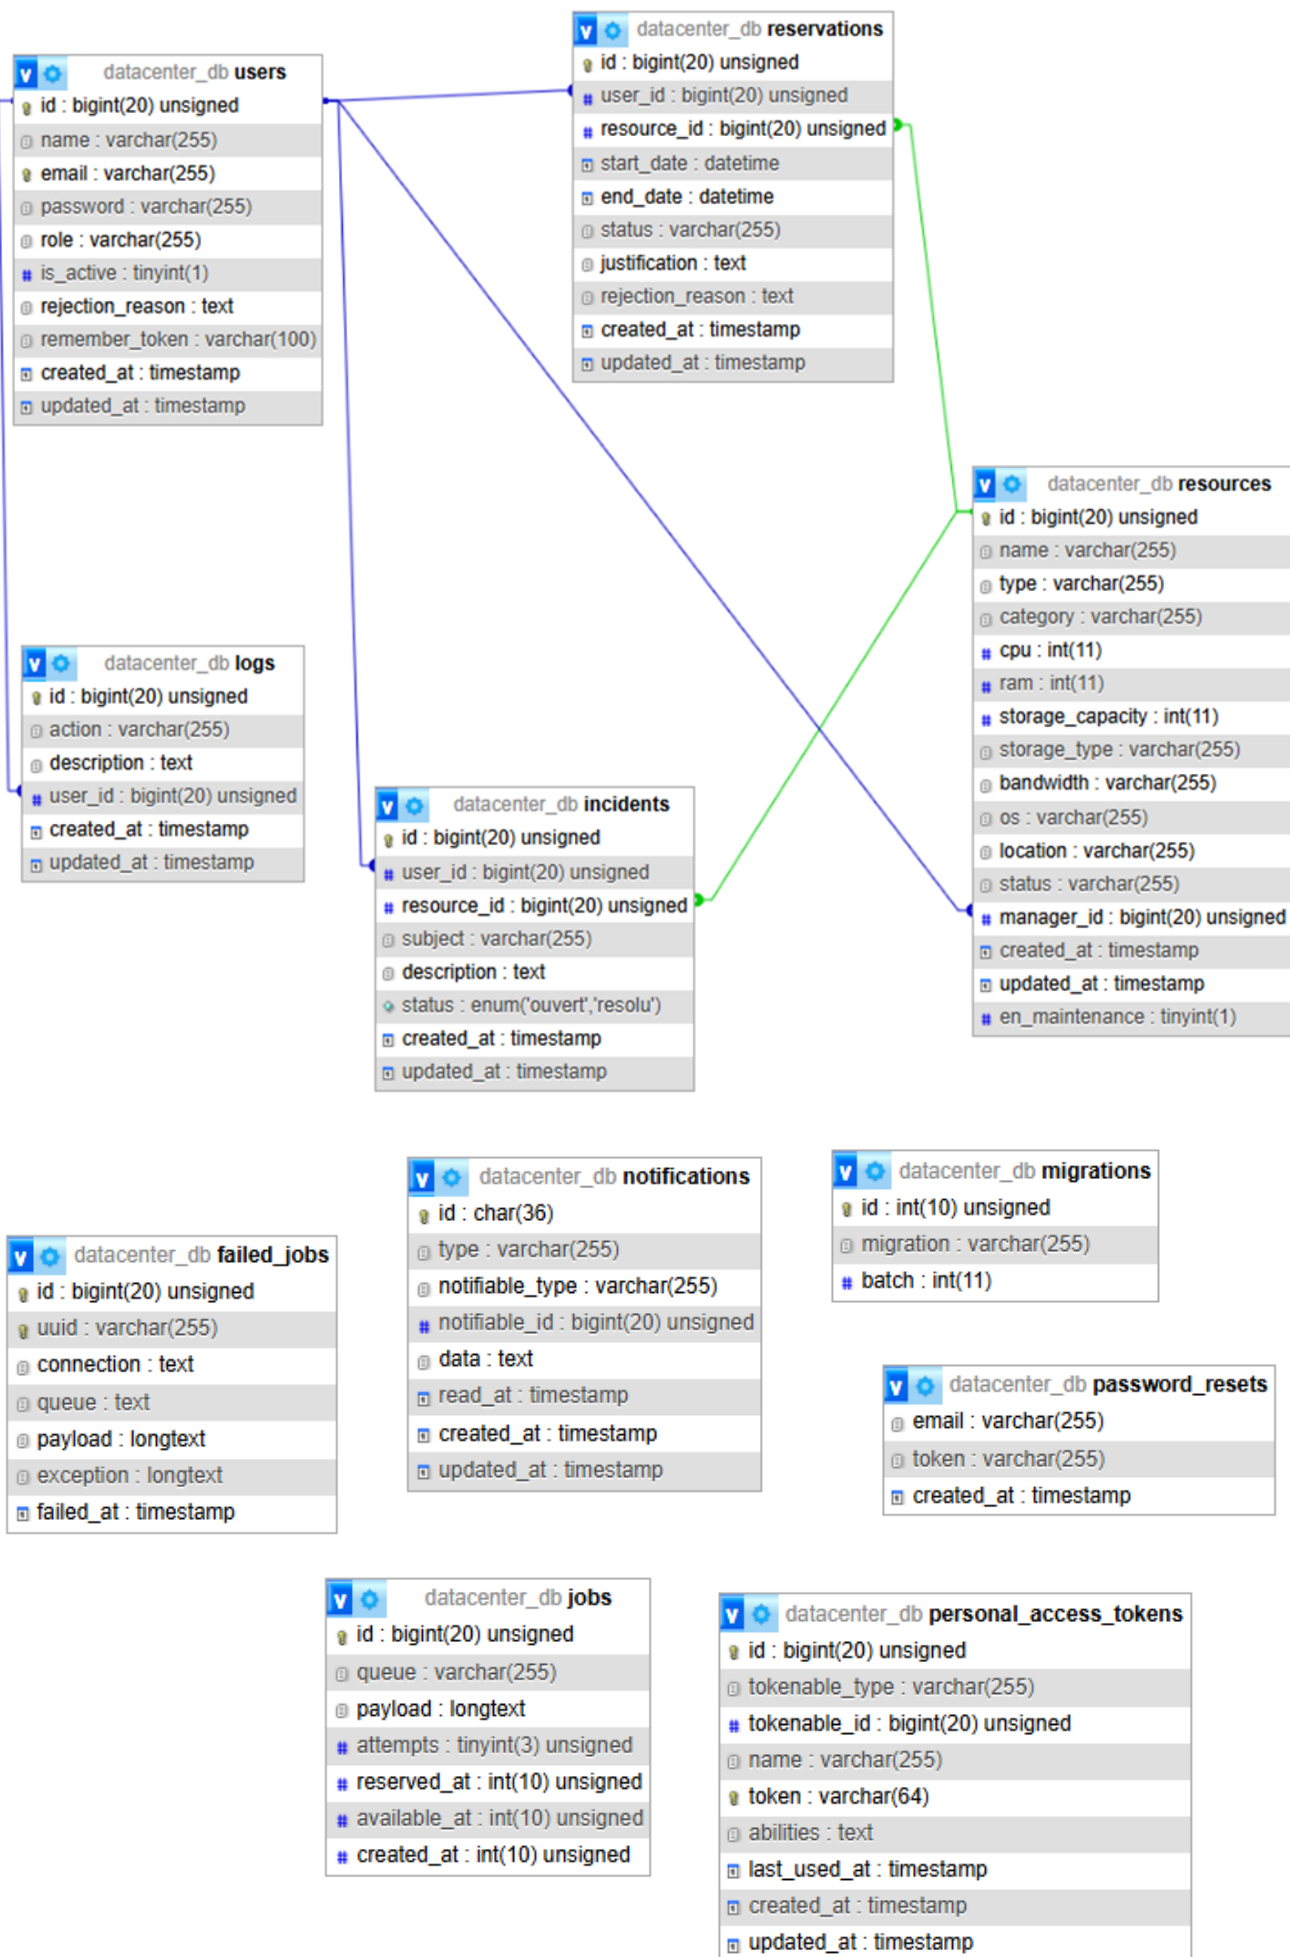 datacenter_db users
id : bigint(20) unsigned
name : varchar(255)
email : varchar(255)
password : varchar(255)
role : varchar(255)
is_active : tinyint(1)
rejection_reason : text
remember_token : varchar(100)
created_at : timestamp
updated_at : timestamp
datacenter_db reservations
id : bigint(20) unsigned
user_id : bigint(20) unsigned
resource_id : bigint(20) unsigned
start_date : datetime
end_date : datetime
status : varchar(255)
justification : text
rejection_reason : text
created_at : timestamp
updated_at : timestamp
datacenter_db resources
id : bigint(20) unsigned
name : varchar(255)
type : varchar(255)
category : varchar(255)
cpu : int(11)
ram : int(11)
storage_capacity : int(11)
storage_type : varchar(255)
bandwidth : varchar(255)
os : varchar(255)
location : varchar(255)
status : varchar(255)
manager_id : bigint(20) unsigned
created_at : timestamp
updated_at : timestamp
en_maintenance : tinyint(1)
datacenter_db logs
id : bigint(20) unsigned
action : varchar(255)
description : text
user_id : bigint(20) unsigned
created_at : timestamp
updated_at : timestamp
datacenter_db incidents
id : bigint(20) unsigned
user_id : bigint(20) unsigned
resource_id : bigint(20) unsigned
subject : varchar(255)
description : text
status : enum('ouvert','resolu')
created_at : timestamp
updated_at : timestamp
datacenter_db notifications
id : char(36)
type : varchar(255)
notifiable_type : varchar(255)
notifiable_id : bigint(20) unsigned
data : text
read_at : timestamp
created_at : timestamp
updated_at : timestamp
datacenter_db migrations
id : int(10) unsigned
migration : varchar(255)
batch : int(11)
datacenter_db failed_jobs
id : bigint(20) unsigned
uuid : varchar(255)
connection : text
queue : text
payload : longtext
exception : longtext
failed_at : timestamp
datacenter_db password_resets
email : varchar(255)
token : varchar(255)
created_at : timestamp
datacenter_db jobs
id : bigint(20) unsigned
queue : varchar(255)
payload : longtext
attempts : tinyint(3) unsigned
reserved_at : int(10) unsigned
available_at : int(10) unsigned
created_at : int(10) unsigned
datacenter_db personal_access_tokens
id : bigint(20) unsigned
tokenable_type : varchar(255)
tokenable_id : bigint(20) unsigned
name : varchar(255)
token : varchar(64)
abilities : text
last_used_at : timestamp
created_at : timestamp
updated_at : timestamp